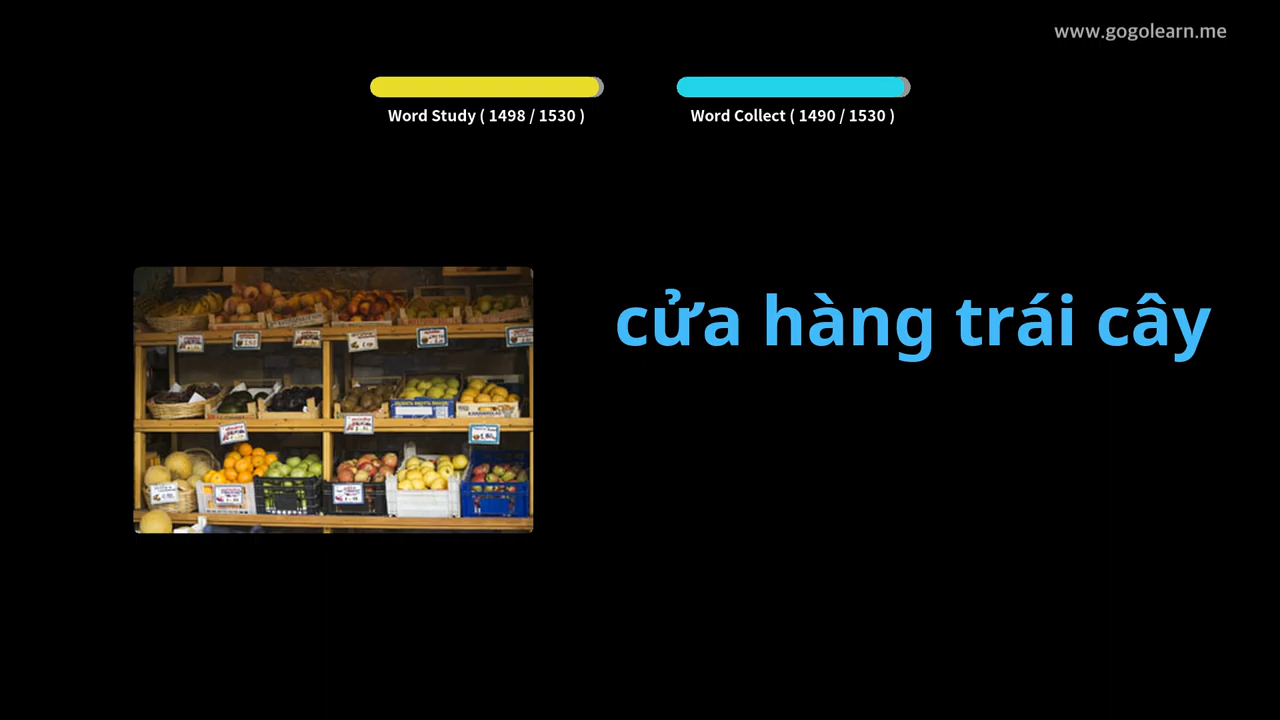 www.gogolearn.me
Word Study ( 1498 / 1530 )
Word Collect ( 1490 / 1530 )
cửa hàng trái cây